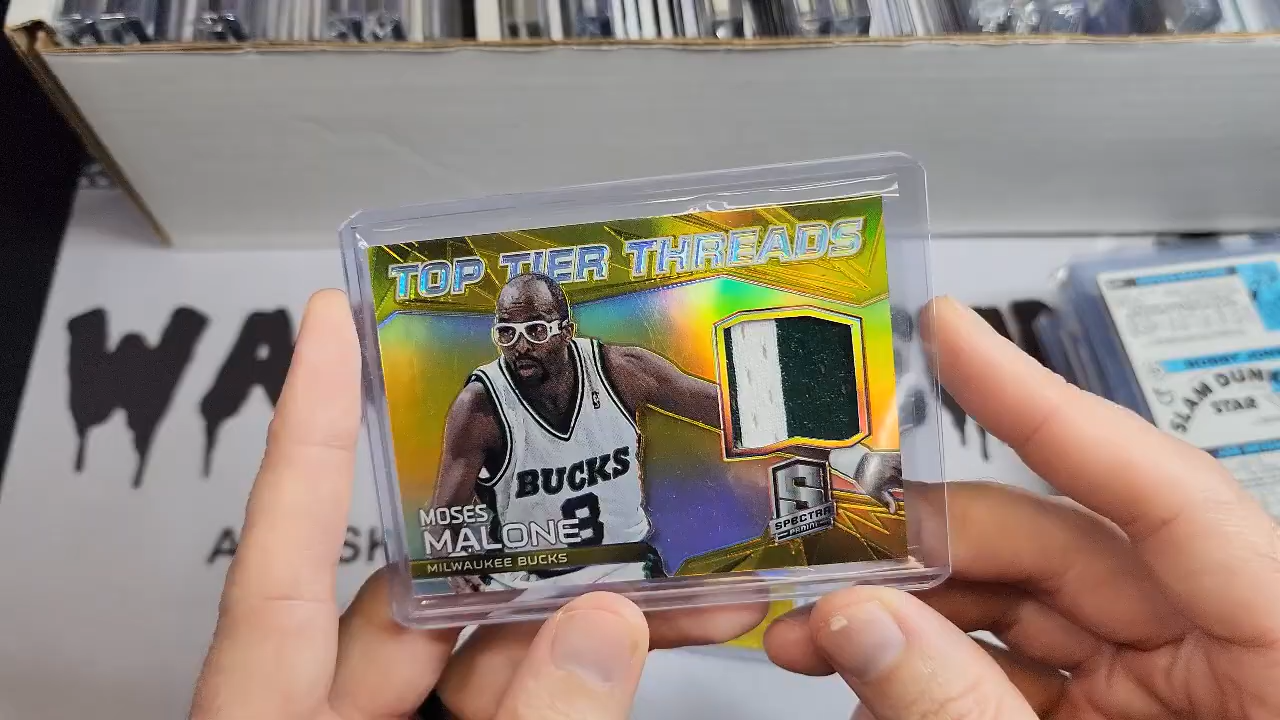 TOP TIER THREADS
BUCKS
3
MOSES
MALONE
MILWAUKEE BUCKS
S
SPECTRA
PANINI
WA
SLAM DUNK
STAR